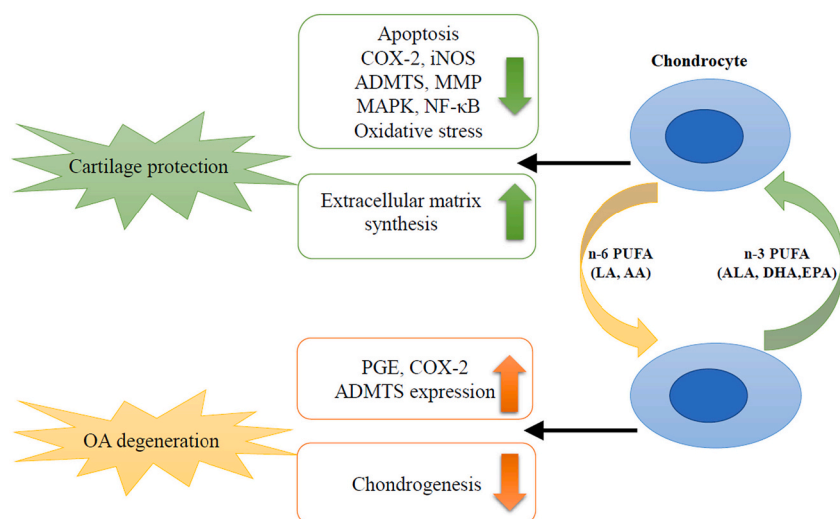 Apoptosis
COX-2, iNOS
ADMTS, MMP
MAPK, NF-κB
Oxidative stress
Chondrocyte
Cartilage protection
Extracellular matrix
synthesis
n-6 PUFA
(LA, AA)
n-3 PUFA
(ALA, DHA,EPA)
PGE, COX-2
ADMTS expression
OA degeneration
Chondrogenesis